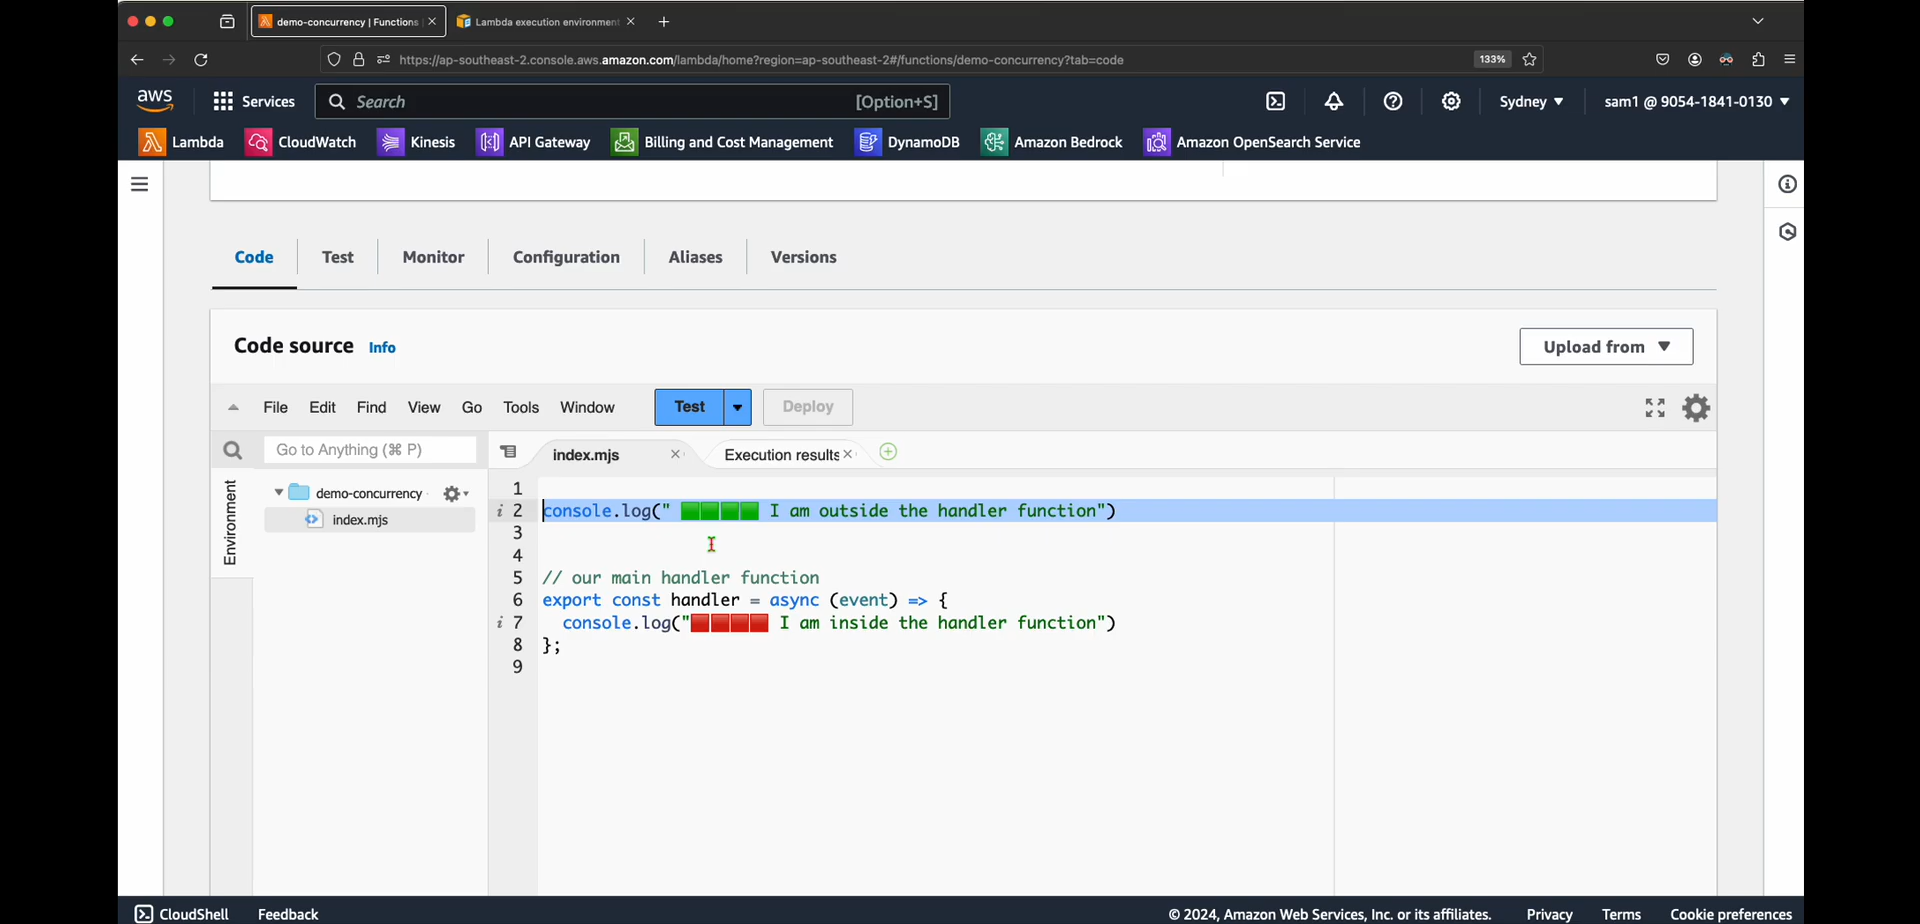 demo-concurrency | Functions
Lambda execution environment
https://ap-southeast-2.console.aws.amazon.com/lambda/home?region=ap-southeast-2#/functions/demo-concurrency?tab=code
133%
aws
Services
Search
[Option+S]
Sydney
sam1 @ 9054-1841-0130
Lambda
CloudWatch
Kinesis
API Gateway
Billing and Cost Management
DynamoDB
Amazon Bedrock
Amazon OpenSearch Service
Code
Test
Monitor
Configuration
Aliases
Versions
Code source
Info
Upload from
File
Edit
Find
View
Go
Tools
Window
Test
Deploy
Go to Anything (⌘ P)
index.mjs
Execution results
Environment
demo-concurrency
index.mjs
1
2 console.log(" 🟩🟩🟩🟩 I am outside the handler function")
3
4
5 // our main handler function
6 export const handler = async (event) => {
7 console.log("🟥🟥🟥🟥 I am inside the handler function")
8 };
9
CloudShell
Feedback
© 2024, Amazon Web Services, Inc. or its affiliates.
Privacy
Terms
Cookie preferences